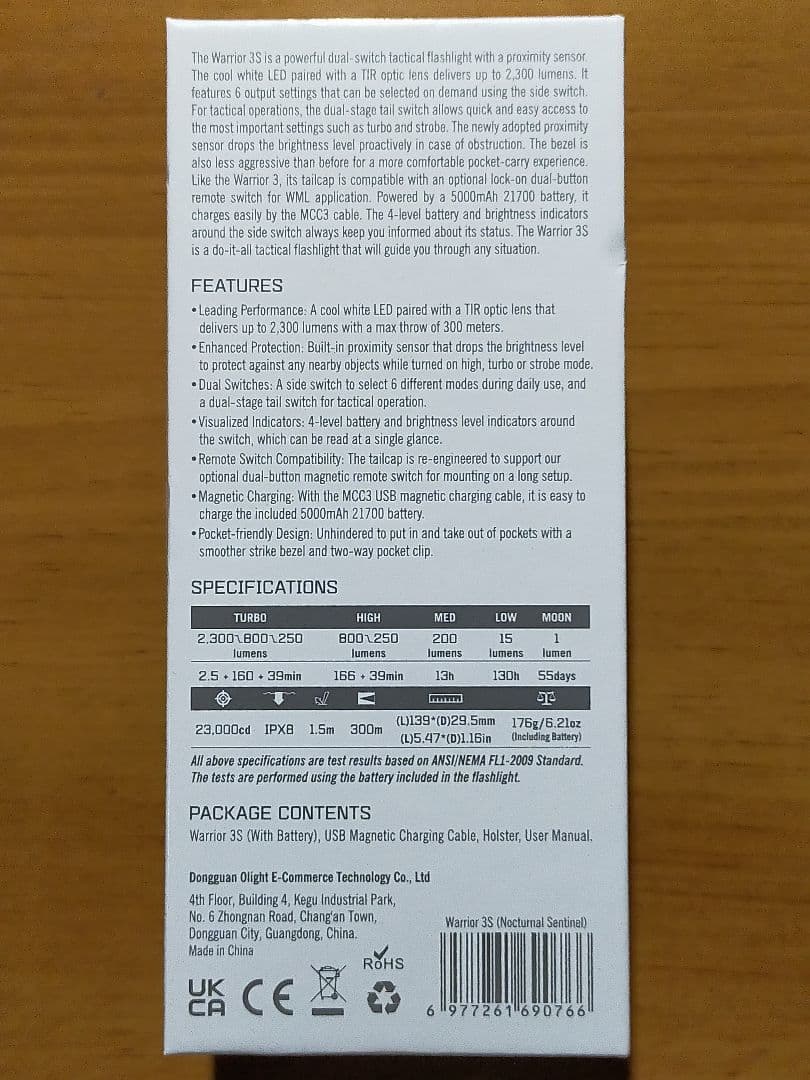 The Warrior 3S is a powerful dual-switch tactical flashlight with a proximity sensor.
The cool white LED paired with a TIR optic lens delivers up to 2,300 lumens. It
features 6 output settings that can be selected on demand using the side switch.
For tactical operations, the dual-stage tail switch allows quick and easy access to
the most important settings such as turbo and strobe. The newly adopted proximity
sensor drops the brightness level proactively in case of obstruction. The bezel is
also less aggressive than before for a more comfortable pocket-carry experience.
Like the Warrior 3, its tailcap is compatible with an optional lock-on dual-button
remote switch for WML application. Powered by a 5000mAh 21700 battery, it
charges easily by the MCC3 cable. The 4-level battery and brightness indicators
around the side switch always keep you informed about its status. The Warrior 3S
is a do-it-all tactical flashlight that will guide you through any situation.
FEATURES
• Leading Performance: A cool white LED paired with a TIR optic lens that
delivers up to 2,300 lumens with a max throw of 300 meters.
• Enhanced Protection: Built-in proximity sensor that drops the brightness level
to protect against any nearby objects while turned on high, turbo or strobe mode.
• Dual Switches: A side switch to select 6 different modes during daily use, and
a dual-stage tail switch for tactical operation.
• Visualized Indicators: 4-level battery and brightness level indicators around
the switch, which can be read at a single glance.
• Remote Switch Compatibility: The tailcap is re-engineered to support our
optional dual-button magnetic remote switch for mounting on a long setup.
• Magnetic Charging: With the MCC3 USB magnetic charging cable, it is easy to
charge the included 5000mAh 21700 battery.
• Pocket-friendly Design: Unhindered to put in and take out of pockets with a
smoother strike bezel and two-way pocket clip.
SPECIFICATIONS
TURBO HIGH MED LOW MOON
2,300\800\250 800\250 200 15 1
lumens lumens lumens lumens lumen
2.5 + 160 + 39min 166 + 39min 13h 130h 55days
23,000cd IPX8 1.5m 300m (L)139*(D)29.5mm 176g/6.21oz
(L)5.47*(D)1.16in (Including Battery)
All above specifications are test results based on ANSI/NEMA FL1-2009 Standard.
The tests are performed using the battery included in the flashlight.
PACKAGE CONTENTS
Warrior 3S (With Battery), USB Magnetic Charging Cable, Holster, User Manual.
Dongguan Olight E-Commerce Technology Co., Ltd
4th Floor, Building 4, Kegu Industrial Park,
No. 6 Zhongnan Road, Chang'an Town,
Dongguan City, Guangdong, China.
Made in China
Warrior 3S (Nocturnal Sentinel)
RoHS
UK
CA CE
6 977261 690766